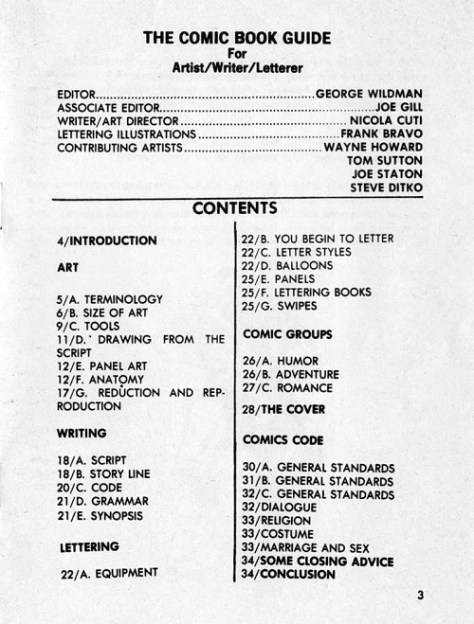 THE COMIC BOOK GUIDE
For
Artist/Writer/Letterer
EDITOR................................................GEORGE WILDMAN
ASSOCIATE EDITOR................................................JOE GILL
WRITER/ART DIRECTOR................................................NICOLA CUTI
LETTERING ILLUSTRATIONS................................FRANK BRAVO
CONTRIBUTING ARTISTS................................WAYNE HOWARD
TOM SUTTON
JOE STATON
STEVE DITKO
CONTENTS
4/INTRODUCTION
ART
5/A. TERMINOLOGY
6/B. SIZE OF ART
9/C. TOOLS
11/D. DRAWING FROM THE
SCRIPT
12/E. PANEL ART
12/F. ANATOMY
17/G. REDUCTION AND REP-
RODUCTION
WRITING
18/A. SCRIPT
18/B. STORY LINE
20/C. CODE
21/D. GRAMMAR
21/E. SYNOPSIS
LETTERING
22/A. EQUIPMENT
22/B. YOU BEGIN TO LETTER
22/C. LETTER STYLES
22/D. BALLOONS
25/E. PANELS
25/F. LETTERING BOOKS
25/G. SWIPES
COMIC GROUPS
26/A. HUMOR
26/B. ADVENTURE
27/C. ROMANCE
28/THE COVER
COMICS CODE
30/A. GENERAL STANDARDS
31/B. GENERAL STANDARDS
32/C. GENERAL STANDARDS
32/DIALOGUE
33/RELIGION
33/COSTUME
33/MARRIAGE AND SEX
34/SOME CLOSING ADVICE
34/CONCLUSION
3